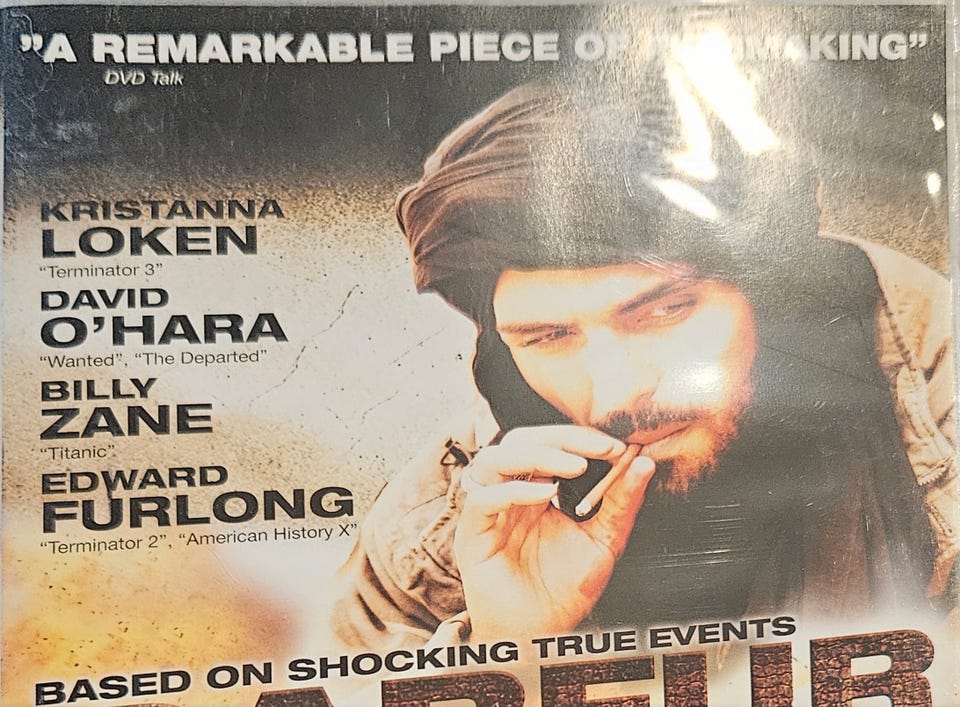 ”A REMARKABLE PIECE OF
DVD Talk
KRISTANNA
LOKEN
“Terminator 3”
DAVID
O’HARA
“Wanted”, “The Departed”
BILLY
ZANE
“Titanic”
EDWARD
FURLONG
“Terminator 2”, “American History X”
BASED ON SHOCKING TRUE EVENTS
DARFUR